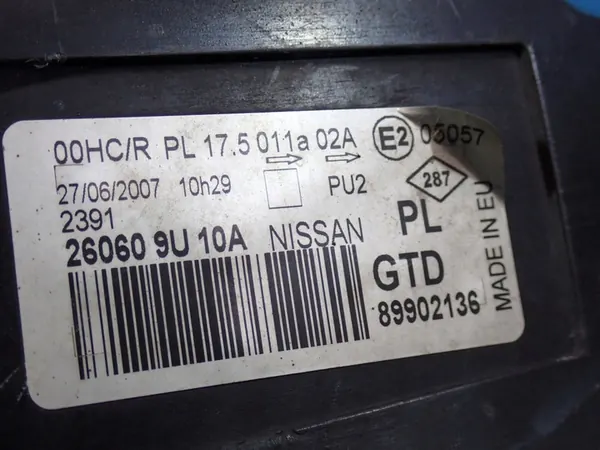 00HC/R PL 17.5 011a 02A E2 05057
27/06/2007 10h29 PU2 287
2391 PL
26060 9U 10A NISSAN
GTD
89902136
MADE IN EU